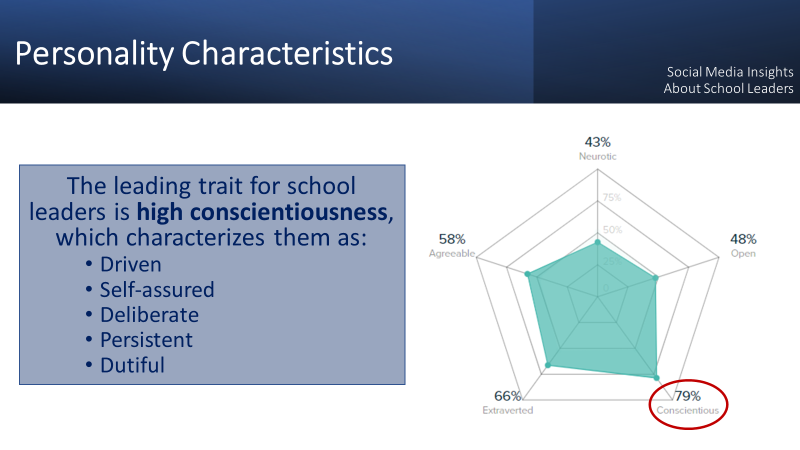 Personality Characteristics
Social Media Insights
About School Leaders
The leading trait for school
leaders is high conscientiousness,
which characterizes them as:
• Driven
• Self-assured
• Deliberate
• Persistent
• Dutiful
43%
Neurotic
75%
50%
25%
0
58%
Agreeable
48%
Open
66%
Extraverted
79%
Conscientious